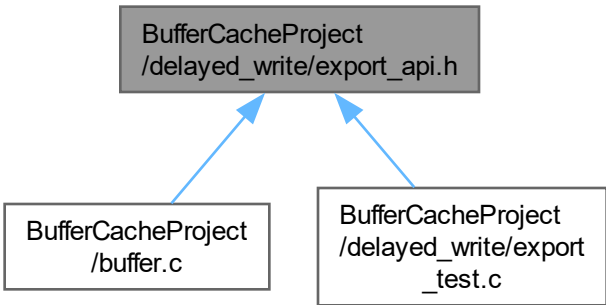 BufferCacheProject
/delayed_write/export_api.h
BufferCacheProject
/buffer.c
BufferCacheProject
/delayed_write/export
_test.c